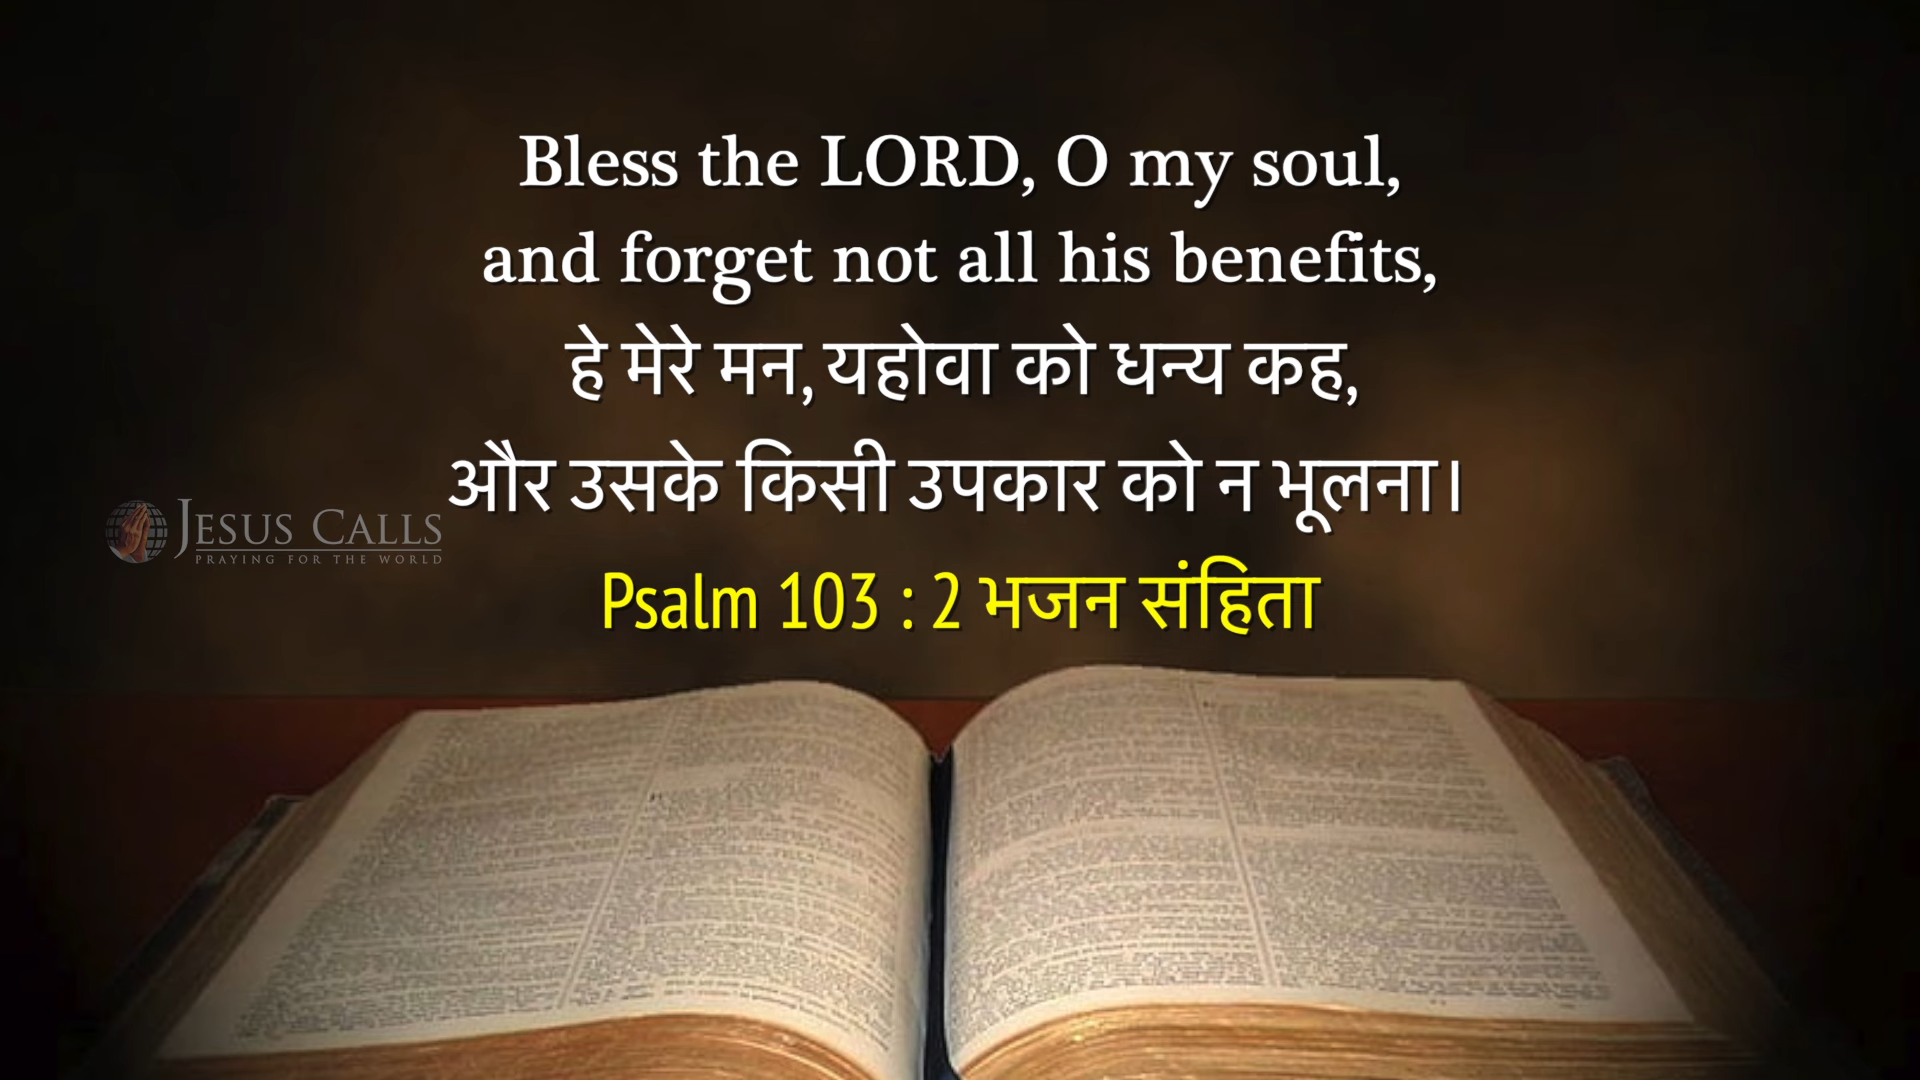 Bless the LORD, O my soul,
and forget not all his benefits,
हे मेरे मन, यहोवा को धन्य कह,
और उसके किसी उपकार को न भूलना।
JESUS CALLS
PRAYING FOR THE WORLD
Psalm 103 : 2 भजन संहिता